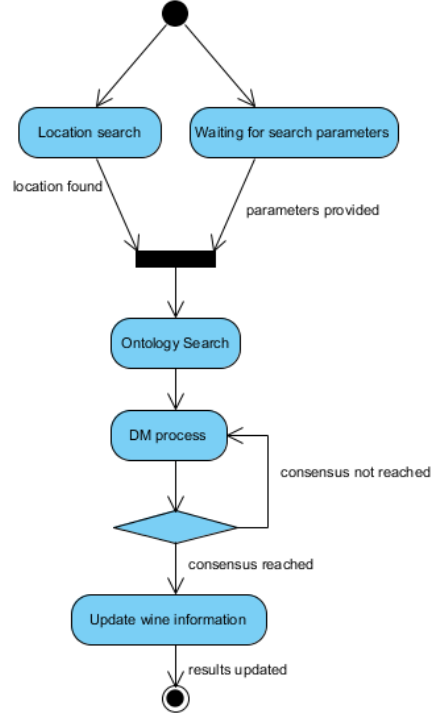 Location search
Waiting for search parameters
location found
parameters provided
Ontology Search
DM process
consensus not reached
consensus reached
Update wine information
results updated